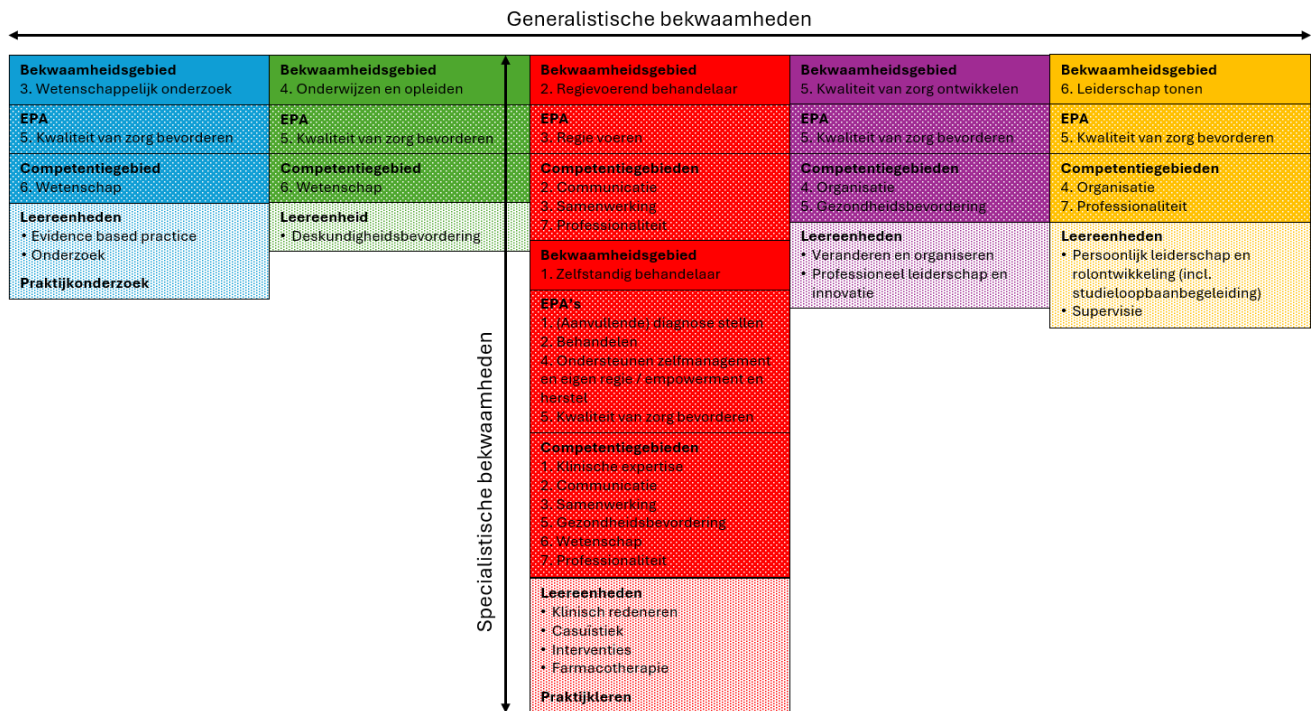 Generalistische bekwaamheden
Bekwaamheidsgebied
3. Wetenschappelijk onderzoek
EPA
5. Kwaliteit van zorg bevorderen
Competentiegebied
6. Wetenschap
Leereenheden
• Evidence based practice
• Onderzoek
Praktijkonderzoek
Bekwaamheidsgebied
4. Onderwijzen en opleiden
EPA
5. Kwaliteit van zorg bevorderen
Competentiegebied
6. Wetenschap
Leereenheid
• Deskundigheidsbevordering
Specialistische bekwaamheden
Bekwaamheidsgebied
2. Regievoerend behandelaar
EPA
3. Regie voeren
Competentiegebieden
2. Communicatie
3. Samenwerking
7. Professionaliteit
Bekwaamheidsgebied
1. Zelfstandig behandelaar
EPA's
1. (Aanvullende) diagnose stellen
2. Behandelen
4. Ondersteunen zelfmanagement
en eigen regie / empowerment en
herstel
5. Kwaliteit van zorg bevorderen
Competentiegebieden
1. Klinische expertise
2. Communicatie
3. Samenwerking
5. Gezondheidsbevordering
6. Wetenschap
7. Professionaliteit
Leereenheden
• Klinisch redeneren
• Casuïstiek
• Interventies
• Farmacotherapie
Praktijkleren
Bekwaamheidsgebied
5. Kwaliteit van zorg ontwikkelen
EPA
5. Kwaliteit van zorg bevorderen
Competentiegebieden
4. Organisatie
5. Gezondheidsbevordering
Leereenheden
• Veranderen en organiseren
• Professioneel leiderschap en
innovatie
Bekwaamheidsgebied
6. Leiderschap tonen
EPA
5. Kwaliteit van zorg bevorderen
Competentiegebieden
4. Organisatie
7. Professionaliteit
Leereenheden
• Persoonlijk leiderschap en
rolontwikkeling (incl.
studieloopbaanbegeleiding)
• Supervisie